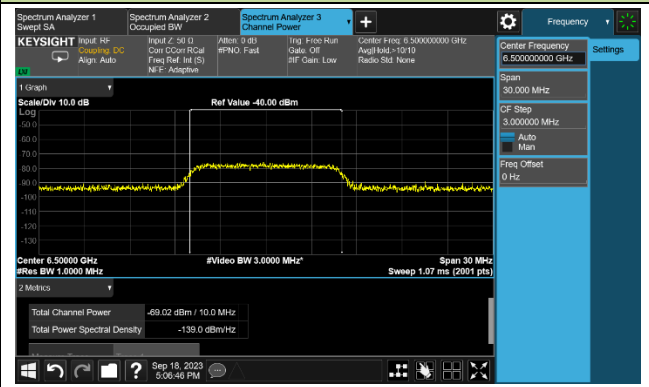 Spectrum Analyzer 1
Swept SA
Spectrum Analyzer 2
Occupied BW
Spectrum Analyzer 3
Channel Power
Frequency
KEYSIGHT
Input: RF
Coupling: DC
Align: Auto
Input Z: 50 Ω
Corr CCorr RCal
Freq Ref: Int (S)
NFE: Adaptive
Atten: 0 dB
#PNO: Fast
Trig: Free Run
Gate: Off
#IF Gain: Low
Center Freq: 6.500000000 GHz
Avg|Hold:>10/10
Radio Std: None
LV
Center Frequency
6.500000000 GHz
Settings
Span
30.000 MHz
CF Step
3.000000 MHz
Auto
Man
Freq Offset
0 Hz
1 Graph
Scale/Div 10.0 dB
Ref Value -40.00 dBm
Log
-50.0
-60.0
-70.0
-80.0
-90.0
-100
-110
-120
-130
Center 6.50000 GHz
#Video BW 3.0000 MHz*
Span 30 MHz
#Res BW 1.0000 MHz
Sweep 1.07 ms (2001 pts)
2 Metrics
Total Channel Power
-69.02 dBm / 10.0 MHz
Total Power Spectral Density
-139.0 dBm/Hz
?
Sep 18, 2023
5:06:46 PM